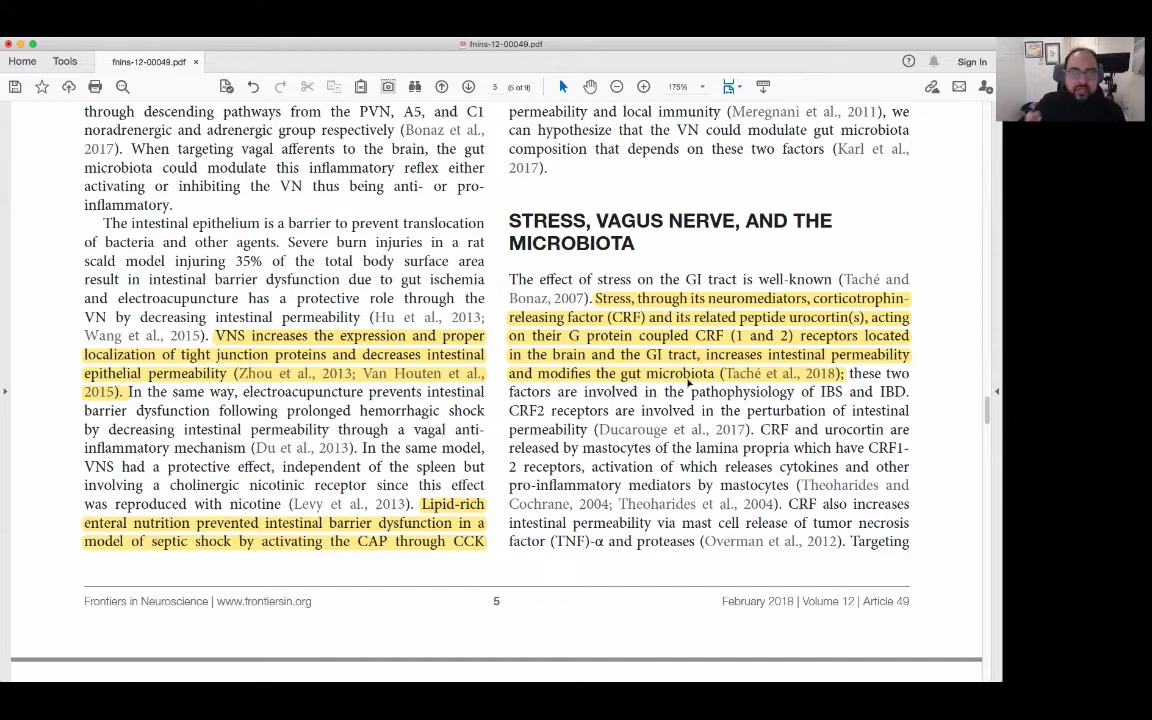 fnins-12-00049.pdf
Home
Tools
fnins-12-00049.pdf ×
Sign In
5
(5 of 9)
175%
through descending pathways from the PVN, A5, and C1
noradrenergic and adrenergic group respectively (Bonaz et al.,
2017). When targeting vagal afferents to the brain, the gut
microbiota could modulate this inflammatory reflex either
activating or inhibiting the VN thus being anti- or pro-
inflammatory.
The intestinal epithelium is a barrier to prevent translocation
of bacteria and other agents. Severe burn injuries in a rat
scald model injuring 35% of the total body surface area
result in intestinal barrier dysfunction due to gut ischemia
and electroacupuncture has a protective role through the
VN by decreasing intestinal permeability (Hu et al., 2013;
Wang et al., 2015). VNS increases the expression and proper
localization of tight junction proteins and decreases intestinal
epithelial permeability (Zhou et al., 2013; Van Houten et al.,
2015). In the same way, electroacupuncture prevents intestinal
barrier dysfunction following prolonged hemorrhagic shock
by decreasing intestinal permeability through a vagal anti-
inflammatory mechanism (Du et al., 2013). In the same model,
VNS had a protective effect, independent of the spleen but
involving a cholinergic nicotinic receptor since this effect
was reproduced with nicotine (Levy et al., 2013). Lipid-rich
enteral nutrition prevented intestinal barrier dysfunction in a
model of septic shock by activating the CAP through CCK
permeability and local immunity (Meregnani et al., 2011), we
can hypothesize that the VN could modulate gut microbiota
composition that depends on these two factors (Karl et al.,
2017).
STRESS, VAGUS NERVE, AND THE
MICROBIOTA
The effect of stress on the GI tract is well-known (Taché and
Bonaz, 2007). Stress, through its neuromediators, corticotrophin-
releasing factor (CRF) and its related peptide urocortin(s), acting
on their G protein coupled CRF (1 and 2) receptors located
in the brain and the GI tract, increases intestinal permeability
and modifies the gut microbiota (Taché et al., 2018); these two
factors are involved in the pathophysiology of IBS and IBD.
CRF2 receptors are involved in the perturbation of intestinal
permeability (Ducarouge et al., 2017). CRF and urocortin are
released by mastocytes of the lamina propria which have CRF1-
2 receptors, activation of which releases cytokines and other
pro-inflammatory mediators by mastocytes (Theoharides and
Cochrane, 2004; Theoharides et al., 2004). CRF also increases
intestinal permeability via mast cell release of tumor necrosis
factor (TNF)-α and proteases (Overman et al., 2012). Targeting
Frontiers in Neuroscience | www.frontiersin.org
5
February 2018 | Volume 12 | Article 49